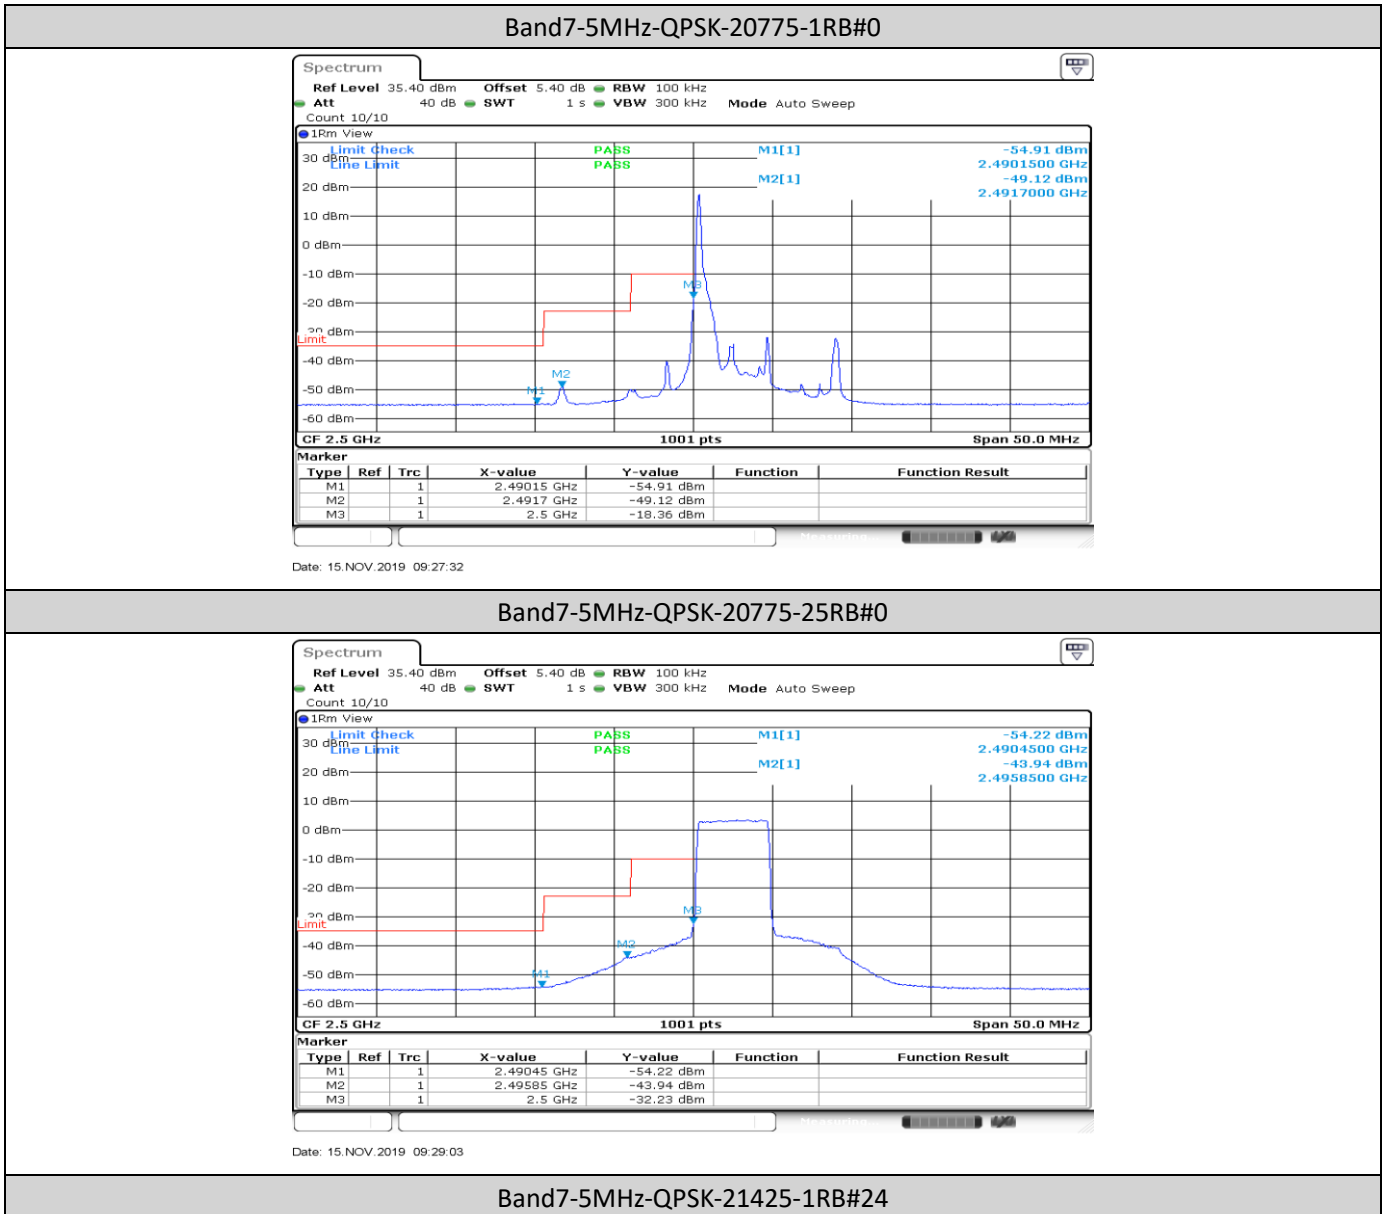 Band7-5MHz-QPSK-20775-1RB#0
Spectrum
Ref Level 35.40 dBm Offset 5.40 dB RBW 100 kHz
Att 40 dB SWT 1 s VBW 300 kHz Mode Auto Sweep
Count 10/10
1Rm View
Limit Check PASS M1[1] -54.91 dBm
30 dBm
Line Limit PASS 2.4901500 GHz
M2[1] -49.12 dBm
20 dBm 2.4917000 GHz
10 dBm
0 dBm
-10 dBm
M3
-20 dBm
-30 dBm
Limit
-40 dBm
M2
-50 dBm M1
-60 dBm
CF 2.5 GHz 1001 pts Span 50.0 MHz
Marker
Type Ref Trc X-value Y-value Function Function Result
M1 1 2.49015 GHz -54.91 dBm
M2 1 2.4917 GHz -49.12 dBm
M3 1 2.5 GHz -18.36 dBm
Measuring...
Date: 15.NOV.2019 09:27:32
Band7-5MHz-QPSK-20775-25RB#0
Spectrum
Ref Level 35.40 dBm Offset 5.40 dB RBW 100 kHz
Att 40 dB SWT 1 s VBW 300 kHz Mode Auto Sweep
Count 10/10
1Rm View
Limit Check PASS M1[1] -54.22 dBm
30 dBm
Line Limit PASS 2.4904500 GHz
M2[1] -43.94 dBm
20 dBm 2.4958500 GHz
10 dBm
0 dBm
-10 dBm
-20 dBm
M3
-30 dBm
Limit
-40 dBm M2
-50 dBm M1
-60 dBm
CF 2.5 GHz 1001 pts Span 50.0 MHz
Marker
Type Ref Trc X-value Y-value Function Function Result
M1 1 2.49045 GHz -54.22 dBm
M2 1 2.49585 GHz -43.94 dBm
M3 1 2.5 GHz -32.23 dBm
Measuring...
Date: 15.NOV.2019 09:29:03
Band7-5MHz-QPSK-21425-1RB#24